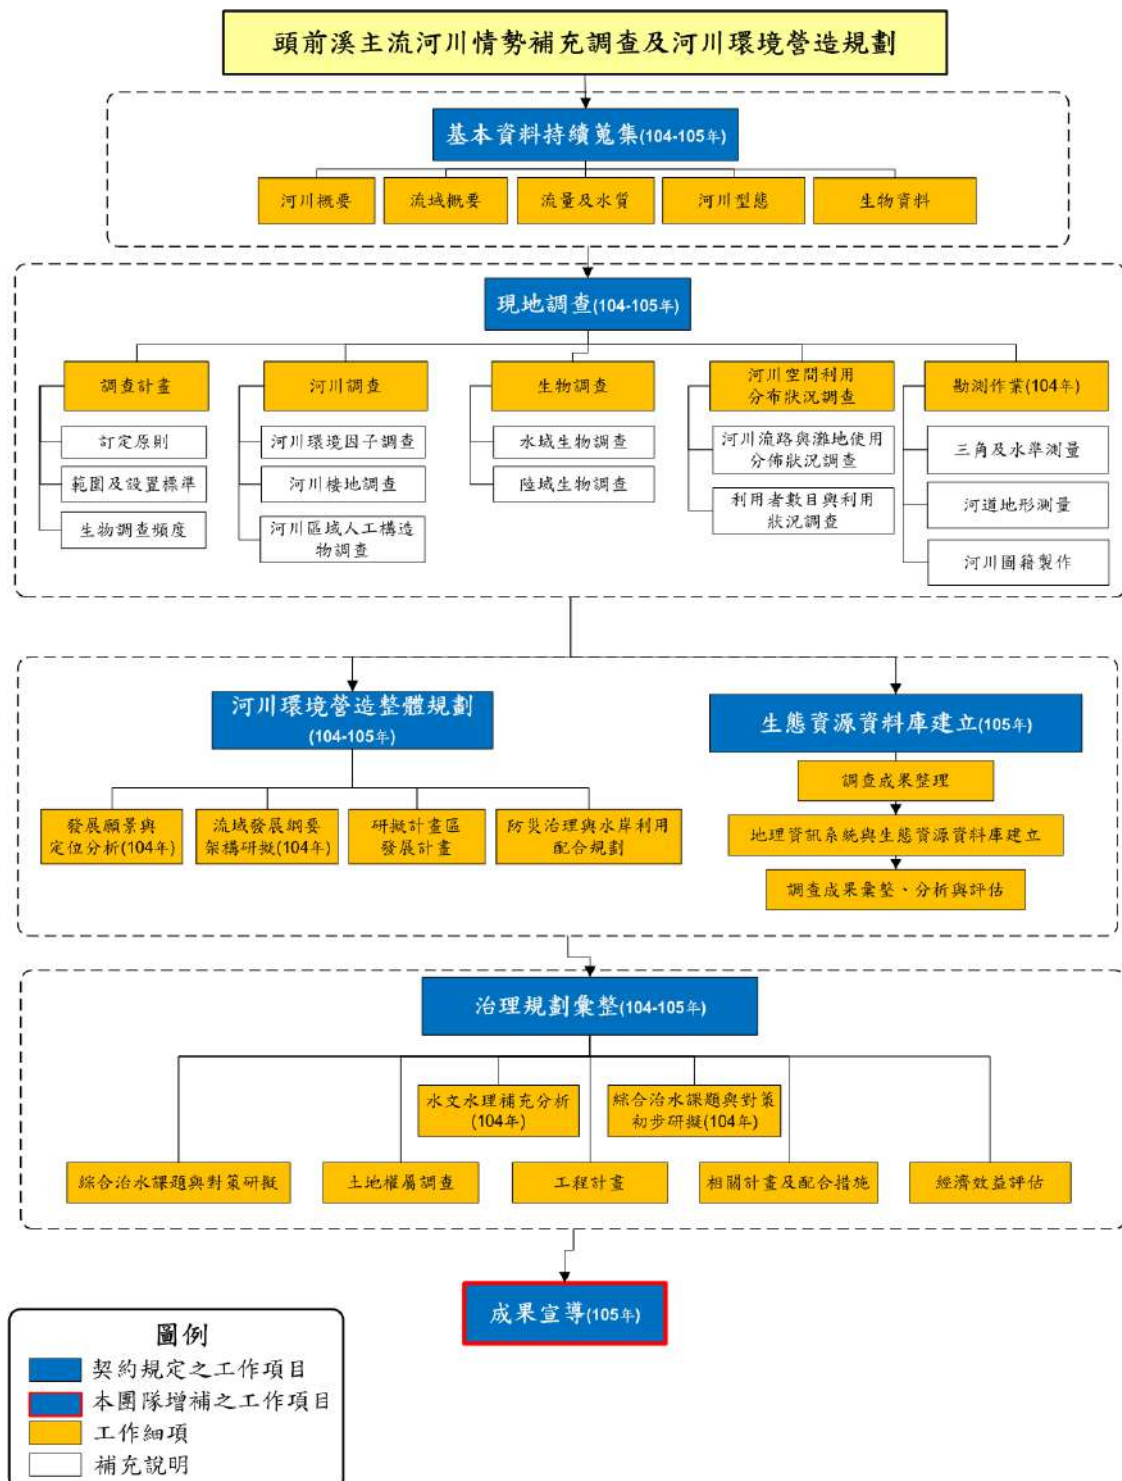 頭前溪主流河川情勢補充調查及河川環境營造規劃
基本資料持續蒐集(104-105年)
河川概要
流域概要
流量及水質
河川型態
生物資料
現地調查(104-105年)
調查計畫
河川調查
生物調查
河川空間利用
分布狀況調查
勘測作業(104年)
訂定原則
範圍及設置標準
生物調查頻度
河川環境因子調查
河川棲地調查
河川區域人工構造
物調查
水域生物調查
陸域生物調查
河川流路與灘地使用
分佈狀況調查
利用者數目與利用
狀況調查
三角及水準測量
河道地形測量
河川圖籍製作
河川環境營造整體規劃
(104-105年)
發展願景與
定位分析(104年)
流域發展綱要
架構研擬(104年)
研擬計畫區
發展計畫
防災治理與水岸利用
配合規劃
生態資源資料庫建立(105年)
調查成果整理
地理資訊系統與生態資源資料庫建立
調查成果彙整、分析與評估
治理規劃彙整(104-105年)
水文水理補充分析
(104年)
綜合治水課題與對策
初步研擬(104年)
綜合治水課題與對策研擬
土地權屬調查
工程計畫
相關計畫及配合措施
經濟效益評估
成果宣導(105年)
圖例
契約規定之工作項目
本團隊增補之工作項目
工作細項
補充說明